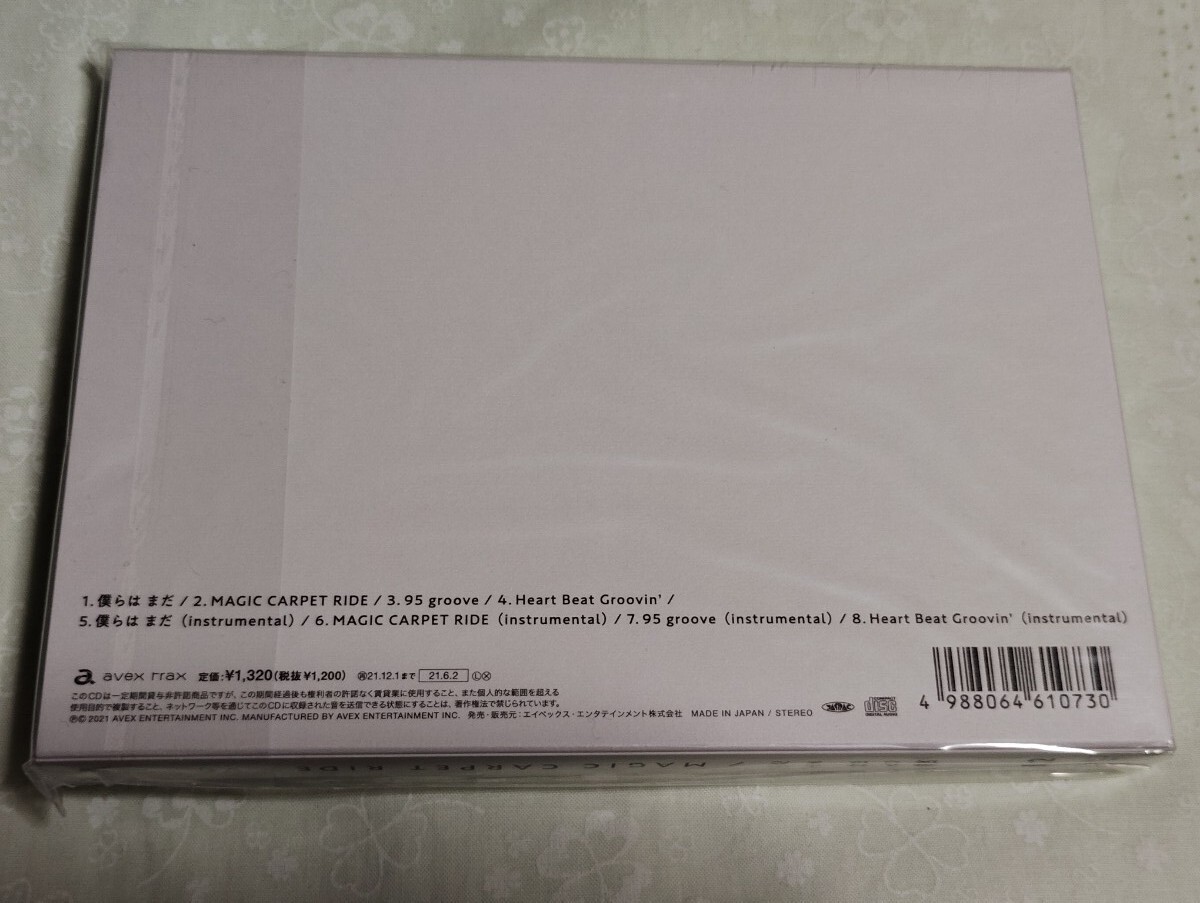 1. 僕らは まだ / 2. MAGIC CARPET RIDE / 3. 95 groove / 4. Heart Beat Groovin' /
5. 僕らは まだ (instrumental) / 6. MAGIC CARPET RIDE (instrumental) / 7. 95 groove (instrumental) / 8. Heart Beat Groovin' (instrumental)
avex trax 定価:¥1,320(税抜¥1,200) 21.12.1まで 21.6.2 Ⓛ Ⓧ
このCDは一定期間貸与非許諾商品ですが、この期間経過後も権利者の許諾なく賃貸業に使用すること、また個人的な範囲を超える
使用目的で複製すること、ネットワーク等を通じてこのCDに収録された音を送信できる状態にすることは、著作権法で禁じられています。
Ⓟ© 2021 AVEX ENTERTAINMENT INC. MANUFACTURED BY AVEX ENTERTAINMENT INC. 発売・販売元:エイベックス・エンタテインメント株式会社 MADE IN JAPAN / STEREO
disc
4 988064 610730
MAGIC CARPET RIDE